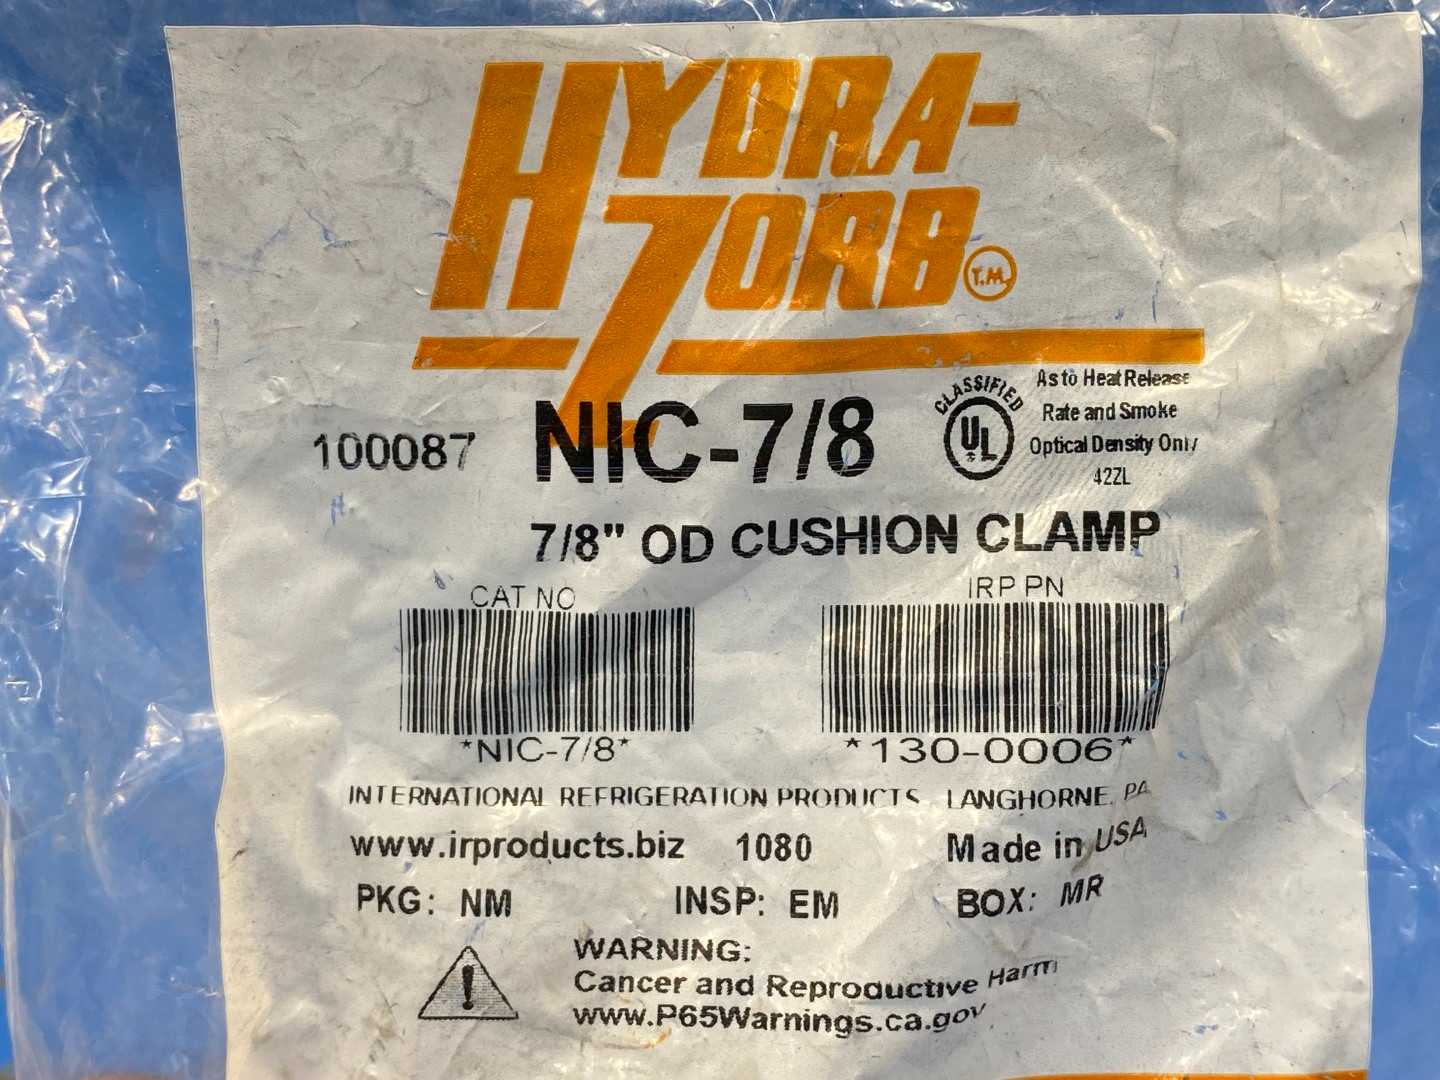 HYDRA-
ZORB T.M.
CLASSIFIED
UL
As to Heat Release
Rate and Smoke
Optical Density Only
42ZL
100087 NIC-7/8
7/8" OD CUSHION CLAMP
CAT NO IRP PN
*NIC-7/8* *130-0006*
INTERNATIONAL REFRIGERATION PRODUCTS LANGHORNE, PA
www.irproducts.biz 1080 Made in USA
PKG: NM INSP: EM BOX: MR
WARNING:
Cancer and Reproductive Harm
www.P65Warnings.ca.gov